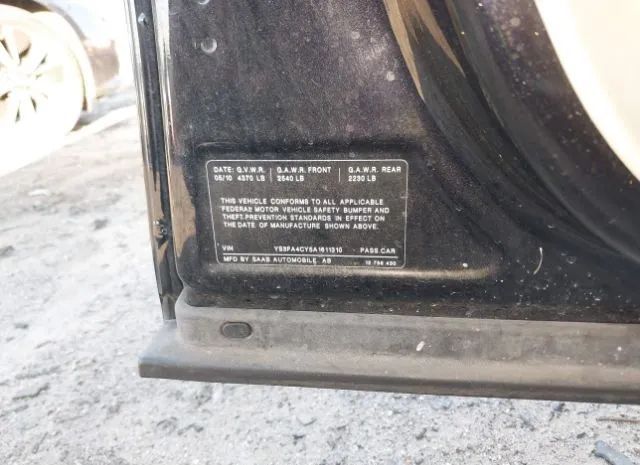 DATE: G.V.W.R. G.A.W.R. FRONT G.A.W.R. REAR
05/10 4370 LB 2540 LB 2230 LB
THIS VEHICLE CONFORMS TO ALL APPLICABLE
FEDERAL MOTOR VEHICLE SAFETY BUMPER AND
THEFT PREVENTION STANDARDS IN EFFECT ON
THE DATE OF MANUFACTURE SHOWN ABOVE.
VIN YS3FA4CY5A1611310 PASS.CAR
MFD BY SAAB AUTOMOBILE AB